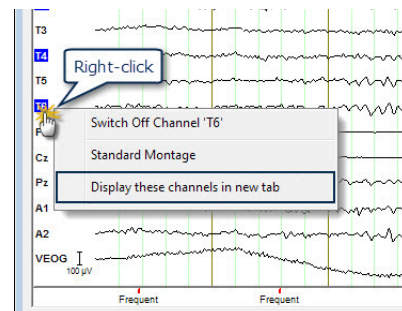 T3
T4
Right-click
T5
T6
Switch Off Channel 'T6'
Standard Montage
Cz
Display these channels in new tab
Pz
A1
A2
VEOG
100 µV
Frequent Frequent